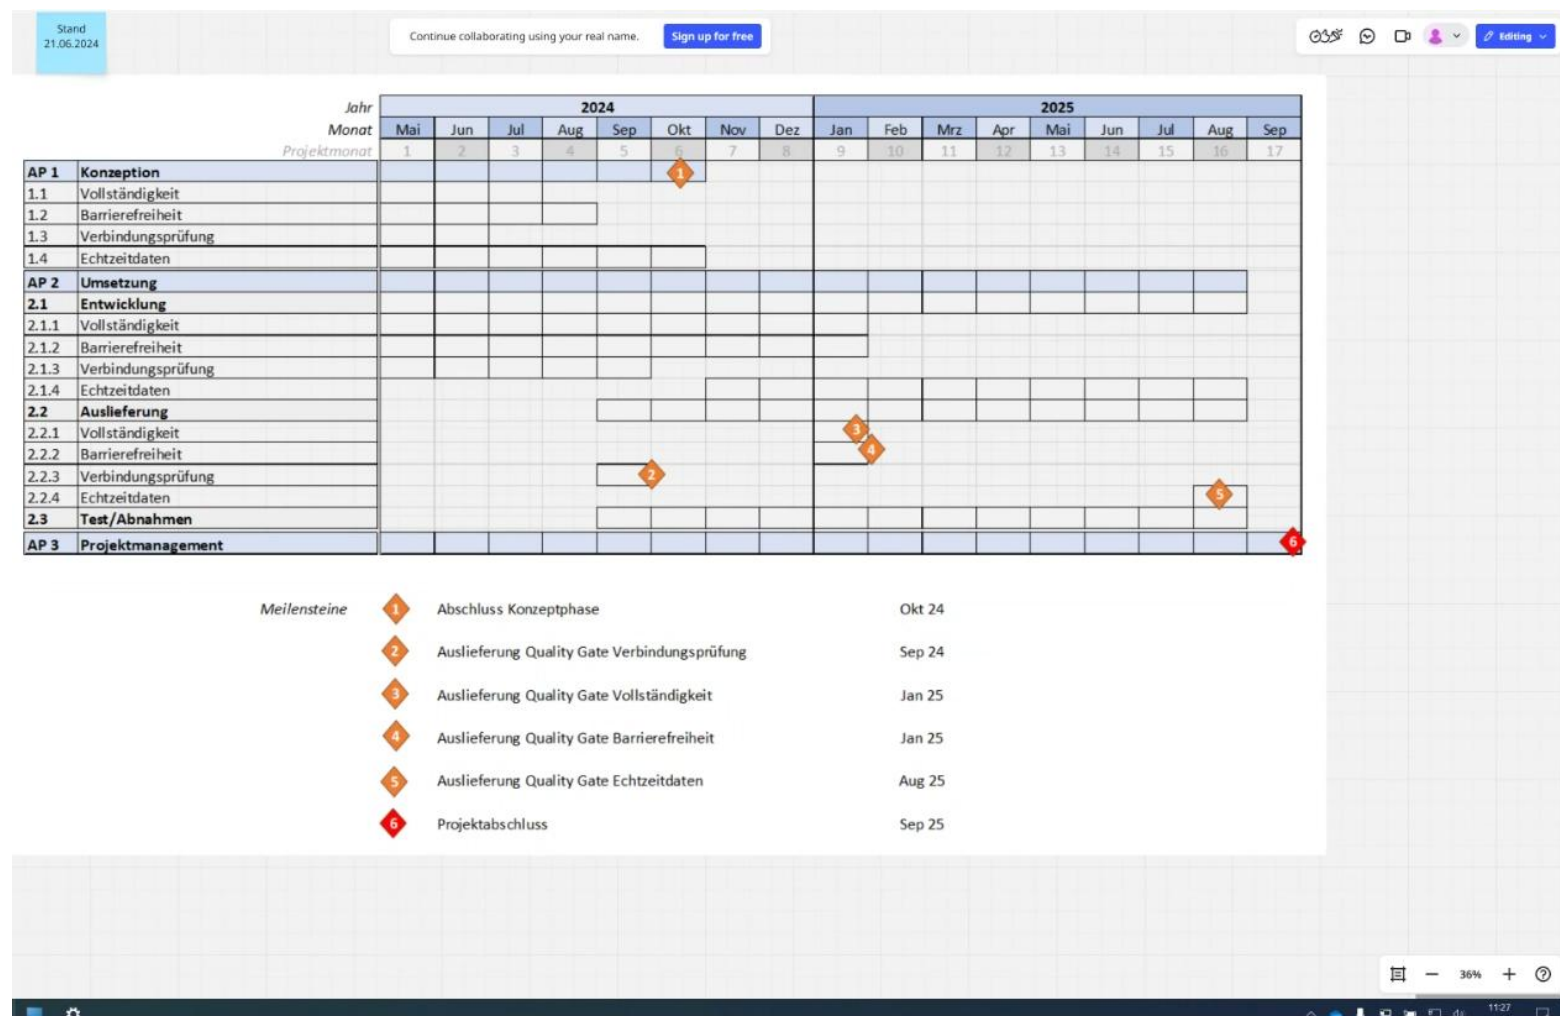 Stand
21.06.2024
Continue collaborating using your real name. Sign up for free
Editing
Jahr 2024 2025
Monat Mai Jun Jul Aug Sep Okt Nov Dez Jan Feb Mrz Apr Mai Jun Jul Aug Sep
Projektmonat 1 2 3 4 5 6 7 8 9 10 11 12 13 14 15 16 17
AP 1 Konzeption 1
1.1 Vollständigkeit
1.2 Barrierefreiheit
1.3 Verbindungsprüfung
1.4 Echtzeitdaten
AP 2 Umsetzung
2.1 Entwicklung
2.1.1 Vollständigkeit
2.1.2 Barrierefreiheit
2.1.3 Verbindungsprüfung
2.1.4 Echtzeitdaten
2.2 Auslieferung
2.2.1 Vollständigkeit 3
2.2.2 Barrierefreiheit 4
2.2.3 Verbindungsprüfung 2
2.2.4 Echtzeitdaten 5
2.3 Test/Abnahmen
AP 3 Projektmanagement 6
Meilensteine 1 Abschluss Konzeptphase Okt 24
2 Auslieferung Quality Gate Verbindungsprüfung Sep 24
3 Auslieferung Quality Gate Vollständigkeit Jan 25
4 Auslieferung Quality Gate Barrierefreiheit Jan 25
5 Auslieferung Quality Gate Echtzeitdaten Aug 25
6 Projektabschluss Sep 25
36%
11:27